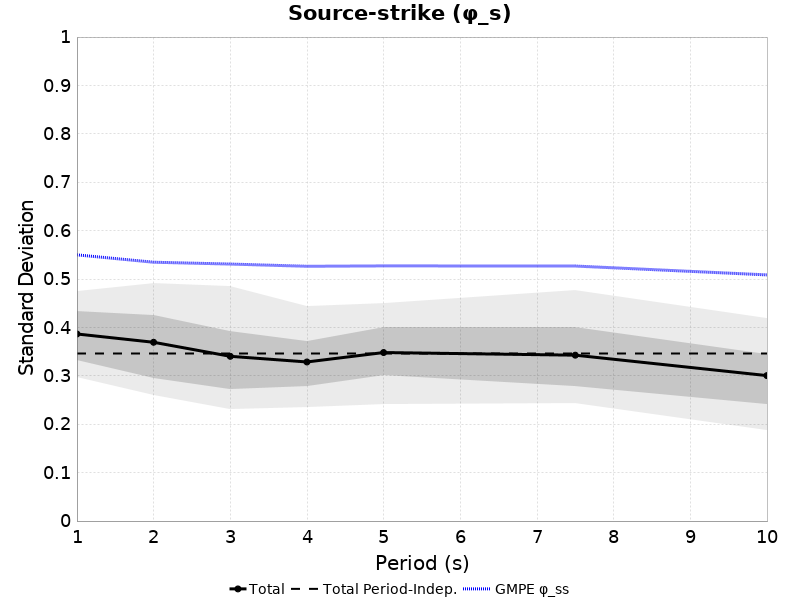 Source-strike (φ_s)
Standard Deviation
1
0.9
0.8
0.7
0.6
0.5
0.4
0.3
0.2
0.1
0
1 2 3 4 5 6 7 8 9 10
Period (s)
Total Total Period-Indep. GMPE φ_ss